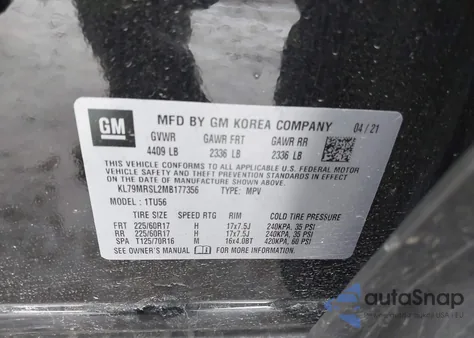 GM
MFD BY GM KOREA COMPANY 04 / 21
GVWR GAWR FRT GAWR RR
4409 LB 2336 LB 2336 LB
THIS VEHICLE CONFORMS TO ALL APPLICABLE U.S. FEDERAL MOTOR
VEHICLE SAFETY, BUMPER, AND THEFT PREVENTION STANDARDS IN
EFFECT ON THE DATE OF MANUFACTURE SHOWN ABOVE.
KL79MRSL2MB177356 TYPE: MPV
MODEL: 1TU56
TIRE SIZE SPEED RTG RIM COLD TIRE PRESSURE
FRT 225/60R17 H 17x7.5J 240KPA, 35 PSI
RR 225/60R17 H 17x7.5J 240KPA, 35 PSI
SPA T125/70R16 M 16x4.0BT 420KPA, 60 PSI
SEE OWNER'S MANUAL FOR MORE INFORMATION.
autoSnap